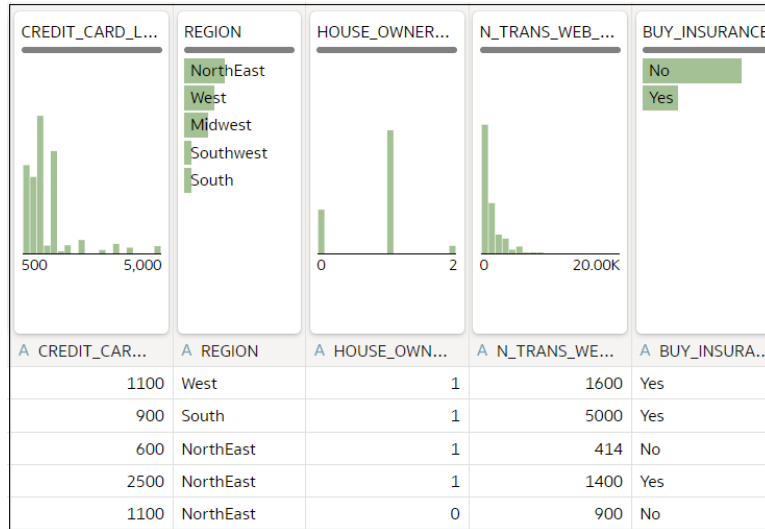 CREDIT_CARD_L... REGION HOUSE_OWNER... N_TRANS_WEB_... BUY_INSURANCE
NorthEast
West
Midwest
Southwest
South
No
Yes
500 5,000
0 2
0 20.00K
A CREDIT_CAR... A REGION A HOUSE_OWN... A N_TRANS_WE... A BUY_INSURA...
1100 West 1 1600 Yes
900 South 1 5000 Yes
600 NorthEast 1 414 No
2500 NorthEast 1 1400 Yes
1100 NorthEast 0 900 No